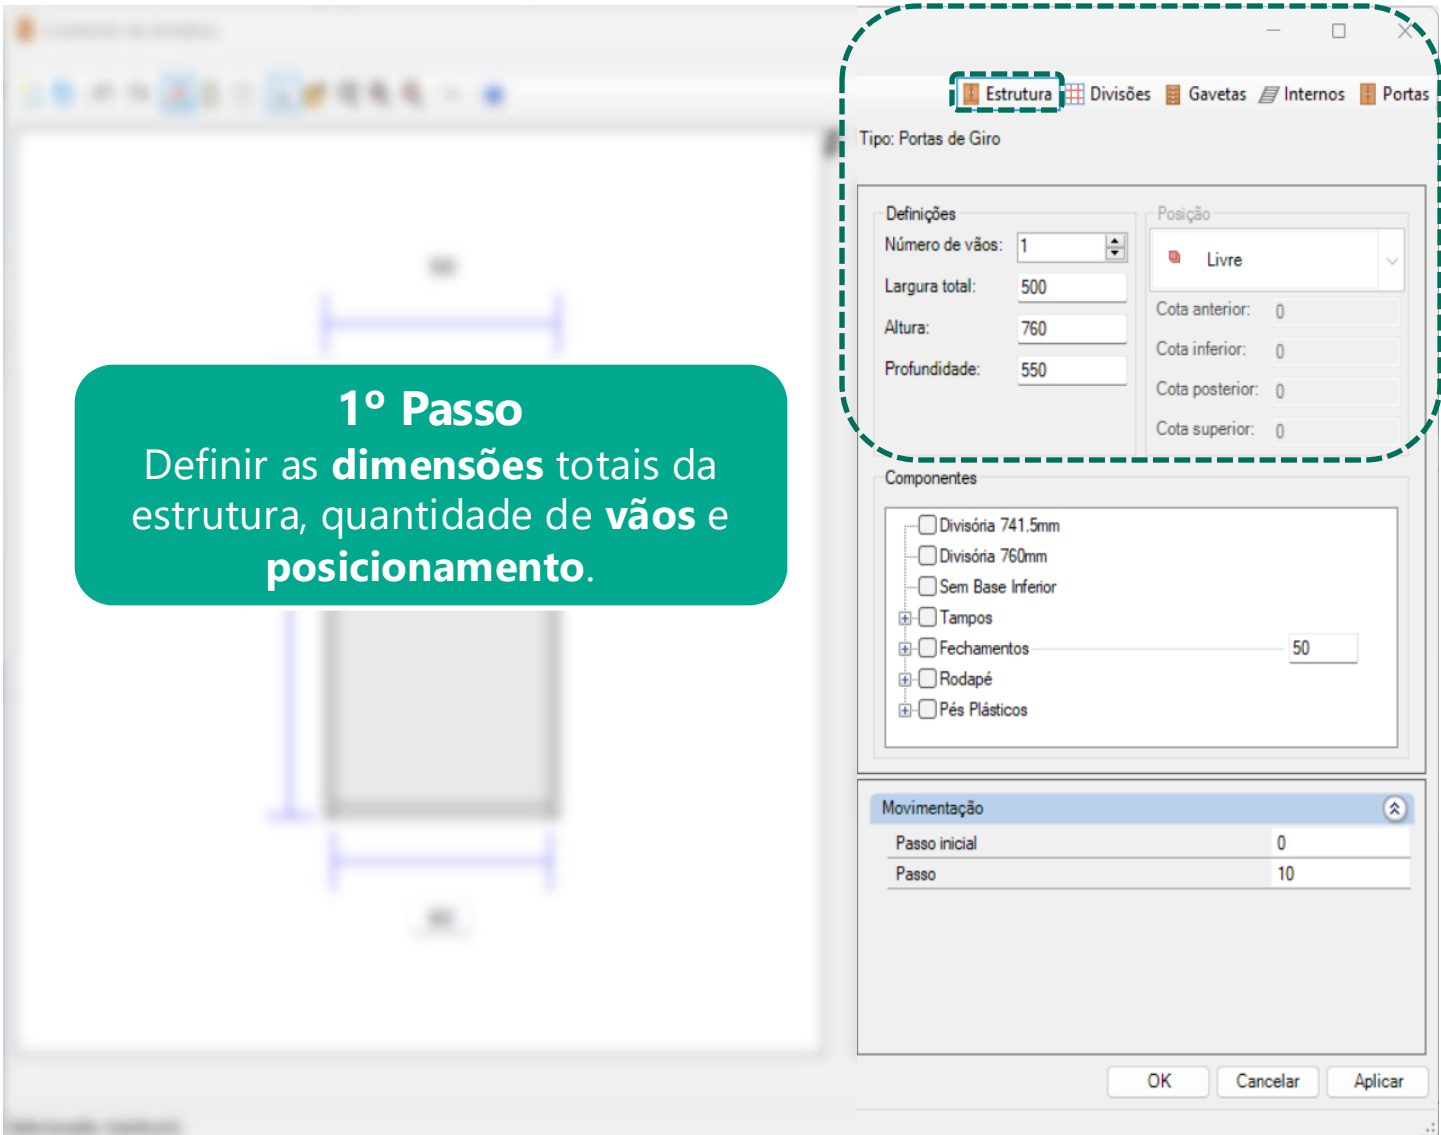 Estrutura Divisões Gavetas Internos Portas
Tipo: Portas de Giro
Definições
Número de vãos: 1
Largura total: 500
Altura: 760
Profundidade: 550
Posição
Livre
Cota anterior: 0
Cota inferior: 0
Cota posterior: 0
Cota superior: 0
1º Passo
Definir as dimensões totais da
estrutura, quantidade de vãos e
posicionamento.
Componentes
Divisória 741.5mm
Divisória 760mm
Sem Base Inferior
Tampos
Fechamentos 50
Rodapé
Pés Plásticos
Movimentação
Passo inicial 0
Passo 10
OK Cancelar Aplicar